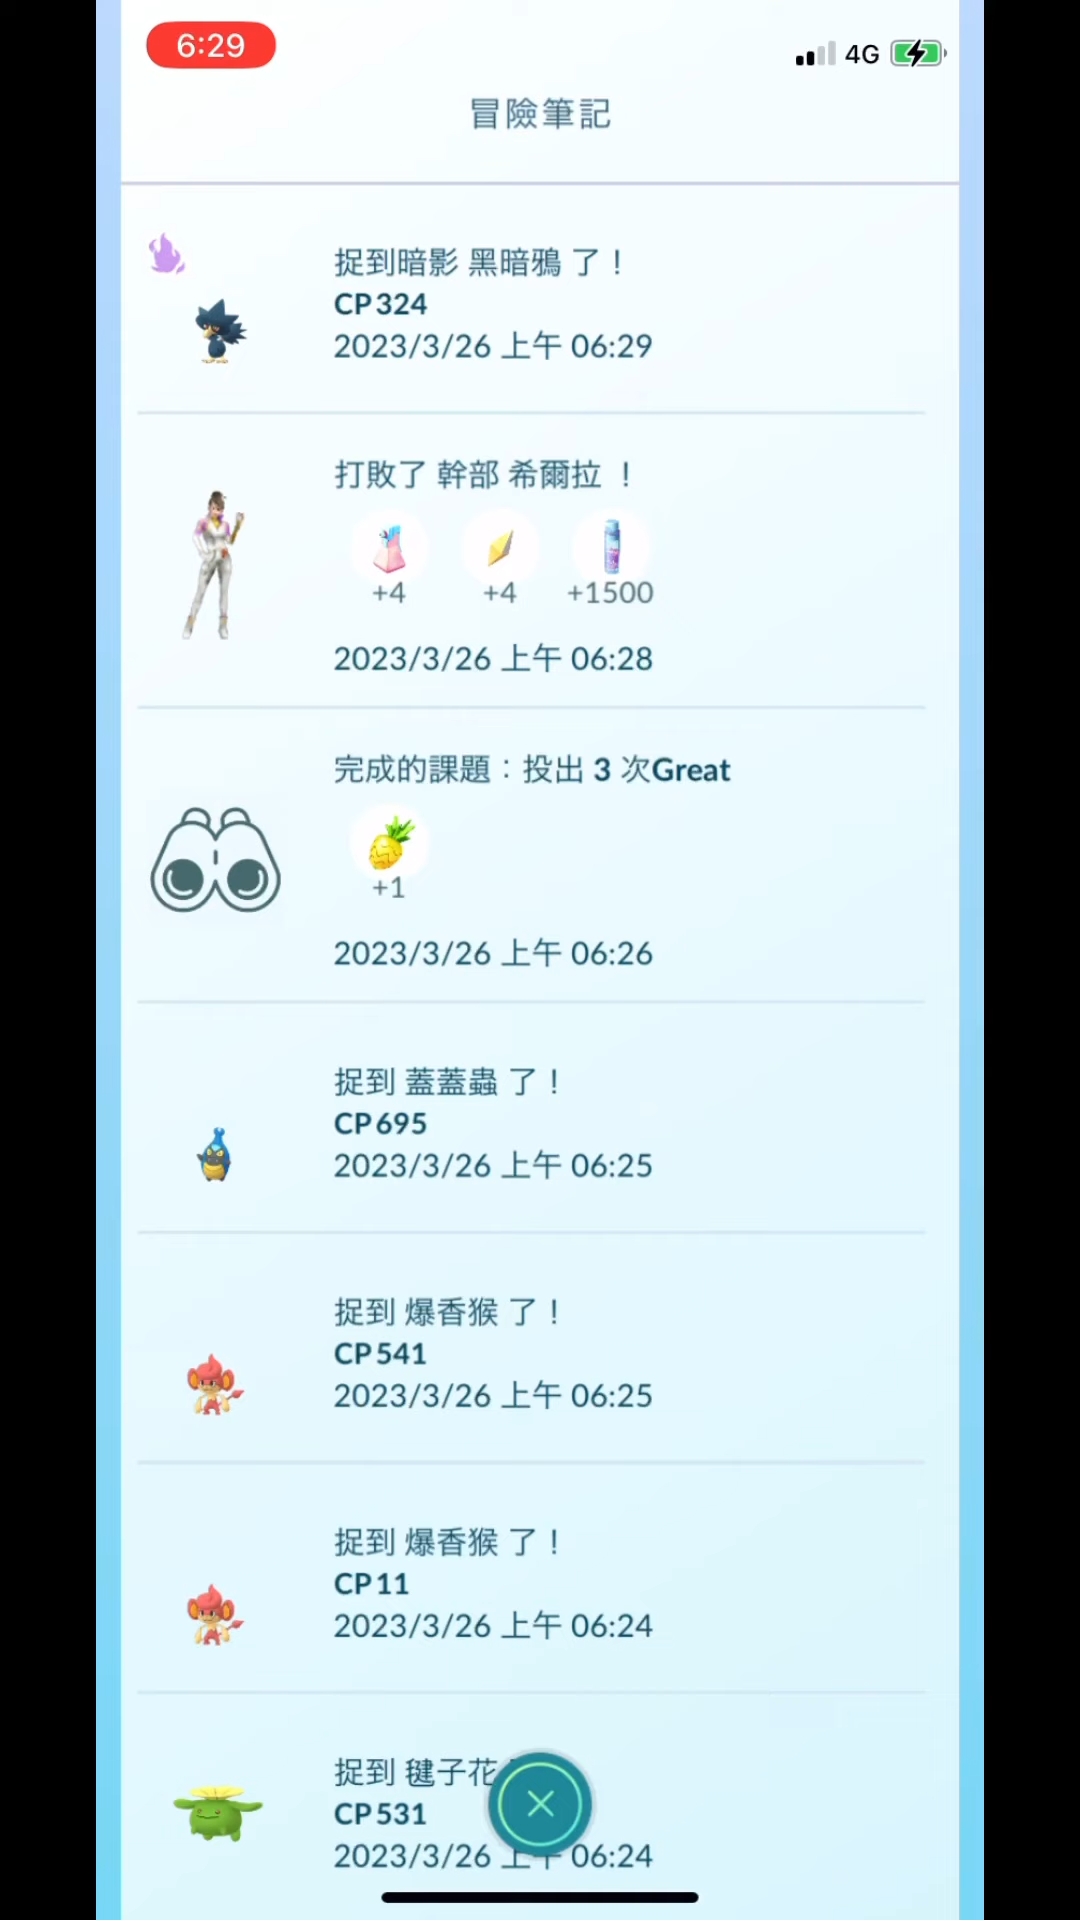 6:29
4G
冒險筆記
捉到暗影 黑暗鴉 了！
CP324
2023/3/26 上午 06:29
打敗了 幹部 希爾拉 ！
+4 +4 +1500
2023/3/26 上午 06:28
完成的課題：投出 3 次Great
+1
2023/3/26 上午 06:26
捉到 蓋蓋蟲 了！
CP695
2023/3/26 上午 06:25
捉到 爆香猴 了！
CP541
2023/3/26 上午 06:25
捉到 爆香猴 了！
CP11
2023/3/26 上午 06:24
捉到 毽子花
CP531
2023/3/26 上午 06:24